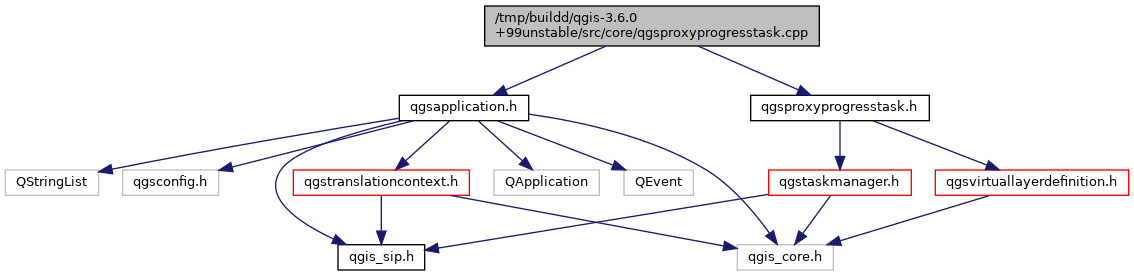 /tmp/buildd/qgis-3.6.0
+99unstable/src/core/qgsproxyprogresstask.cpp
qgsapplication.h
qgsproxyprogresstask.h
QStringList
qgsconfig.h
qgstranslationcontext.h
QApplication
QEvent
qgstaskmanager.h
qgsvirtuallayerdefinition.h
qgis_sip.h
qgis_core.h